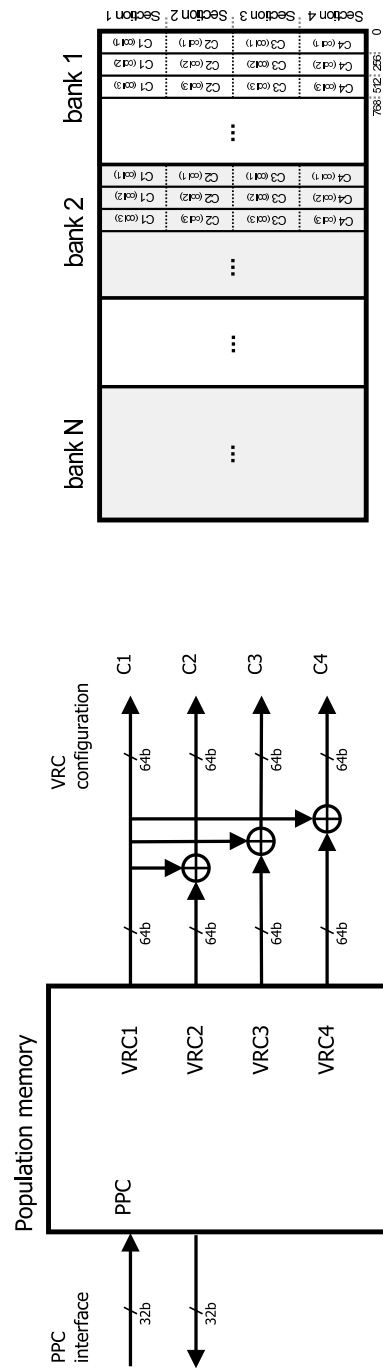 Population memory
PPC
interface
32b
32b
PPC
VRC1
VRC2
VRC3
VRC4
64b
64b
64b
64b
VRC
configuration
64b
64b
64b
64b
C1
C2
C3
C4
bank N
bank 2
bank 1
Section 1
Section 2
Section 3
Section 4
C1 (col 1)
C2 (col 1)
C3 (col 1)
C4 (col 1)
C1 (col 2)
C2 (col 2)
C3 (col 2)
C4 (col 2)
C1 (col 3)
C2 (col 3)
C3 (col 3)
C4 (col 3)
...
C1 (col 1)
C2 (col 1)
C3 (col 1)
C4 (col 1)
C1 (col 2)
C2 (col 2)
C3 (col 2)
C4 (col 2)
C1 (col 3)
C2 (col 3)
C3 (col 3)
C4 (col 3)
...
...
...
768 512 256 0